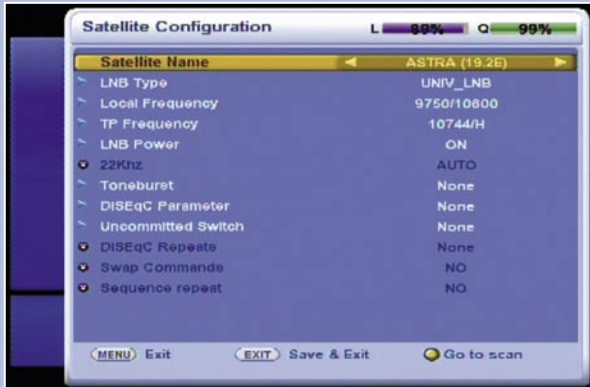 Satellite Configuration L 89% Q 99%
Satellite Name ASTRA (19.2E)
LNB Type UNIV_LNB
Local Frequency 9750/10600
TP Frequency 10744/H
LNB Power ON
22Khz AUTO
Toneburst None
DISEqC Parameter None
Uncommitted Switch None
DISEqC Repeats None
Swap Commands NO
Sequence repeat NO
MENU Exit EXIT Save & Exit Go to scan